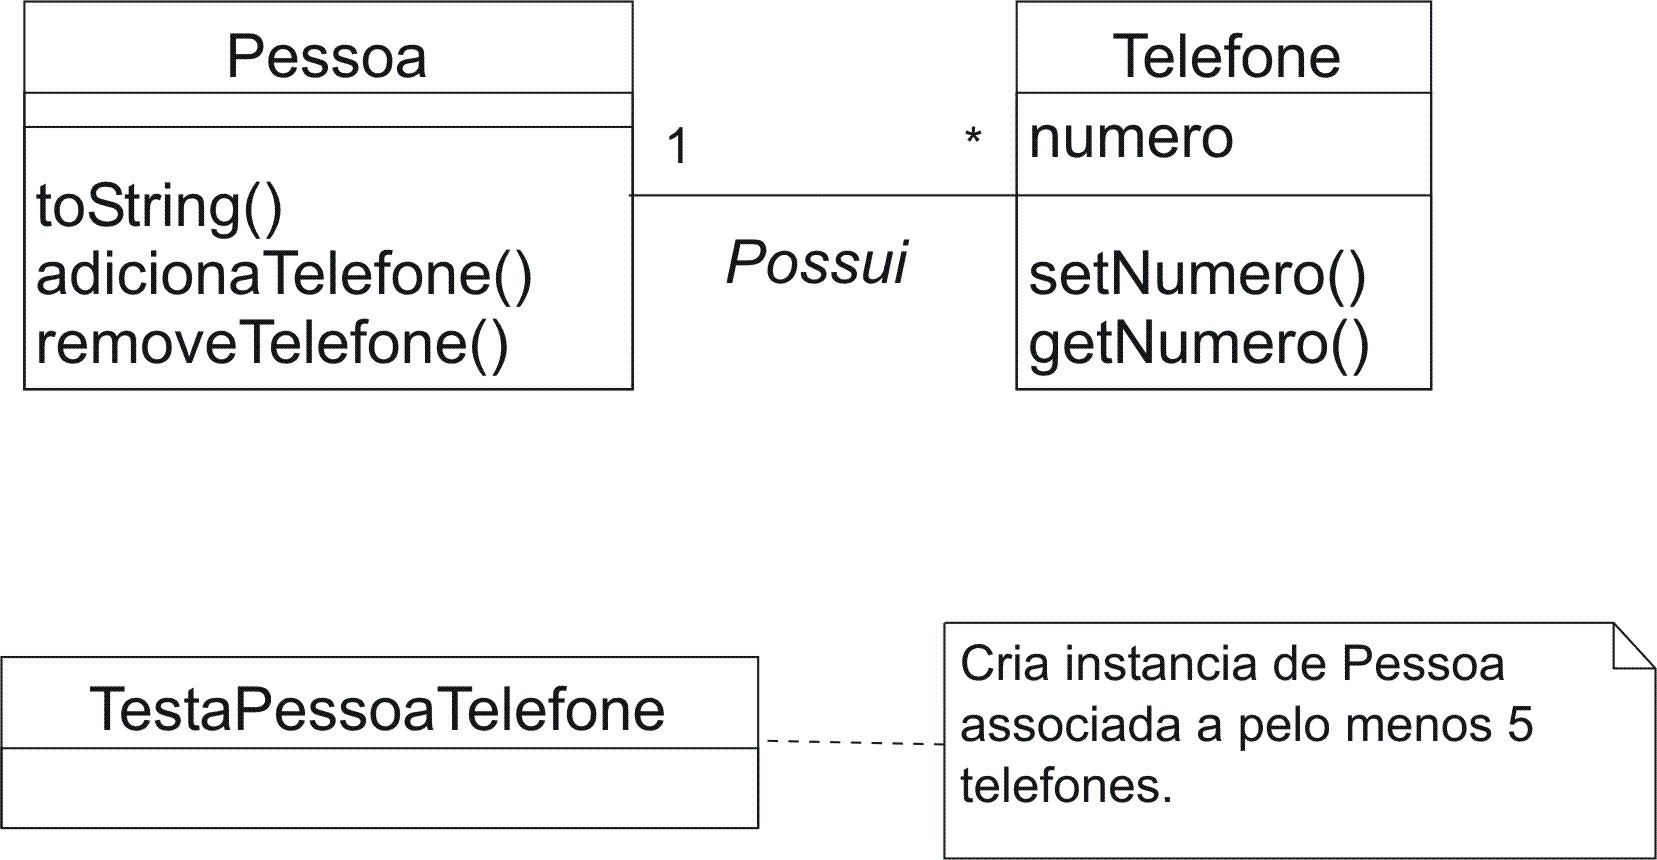 Pessoa
toString()
adicionaTelefone()
removeTelefone()
1
*
Possui
Telefone
numero
setNumero()
getNumero()
TestaPessoaTelefone
Cria instancia de Pessoa
associada a pelo menos 5
telefones.